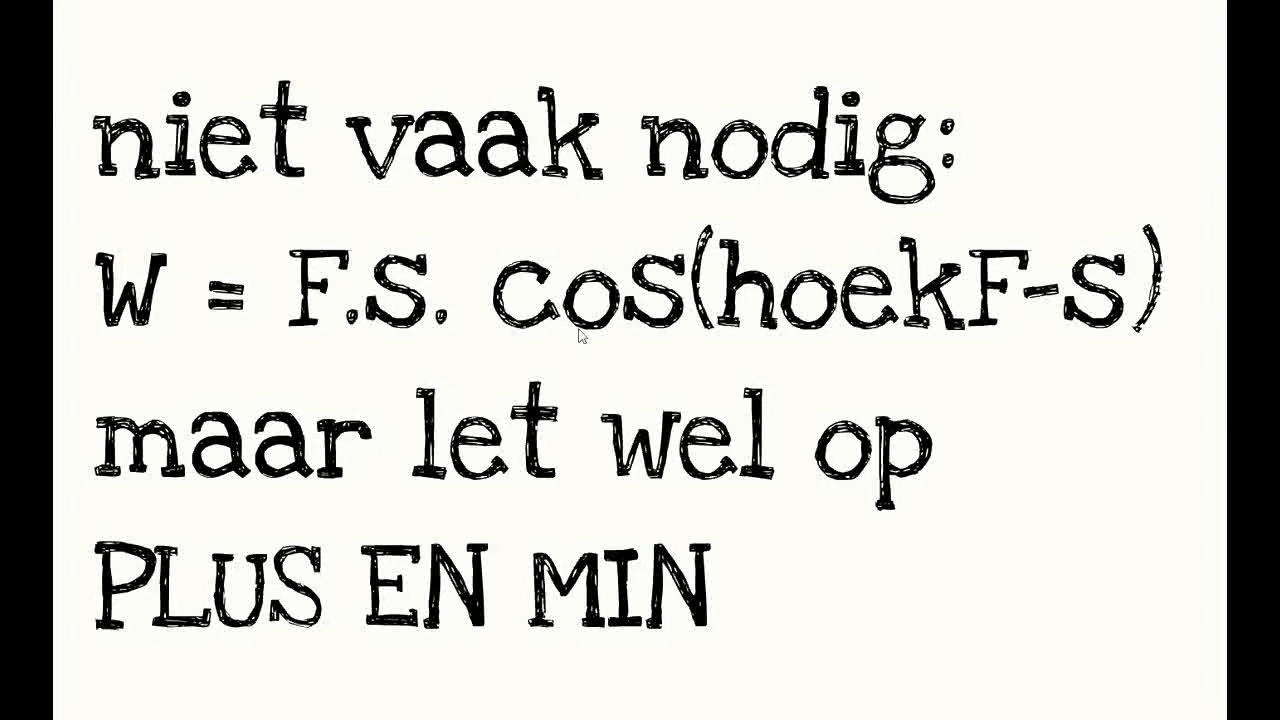 niet vaak nodig:
W = F.S. cos(hoekF-S)
maar let wel op
PLUS EN MIN